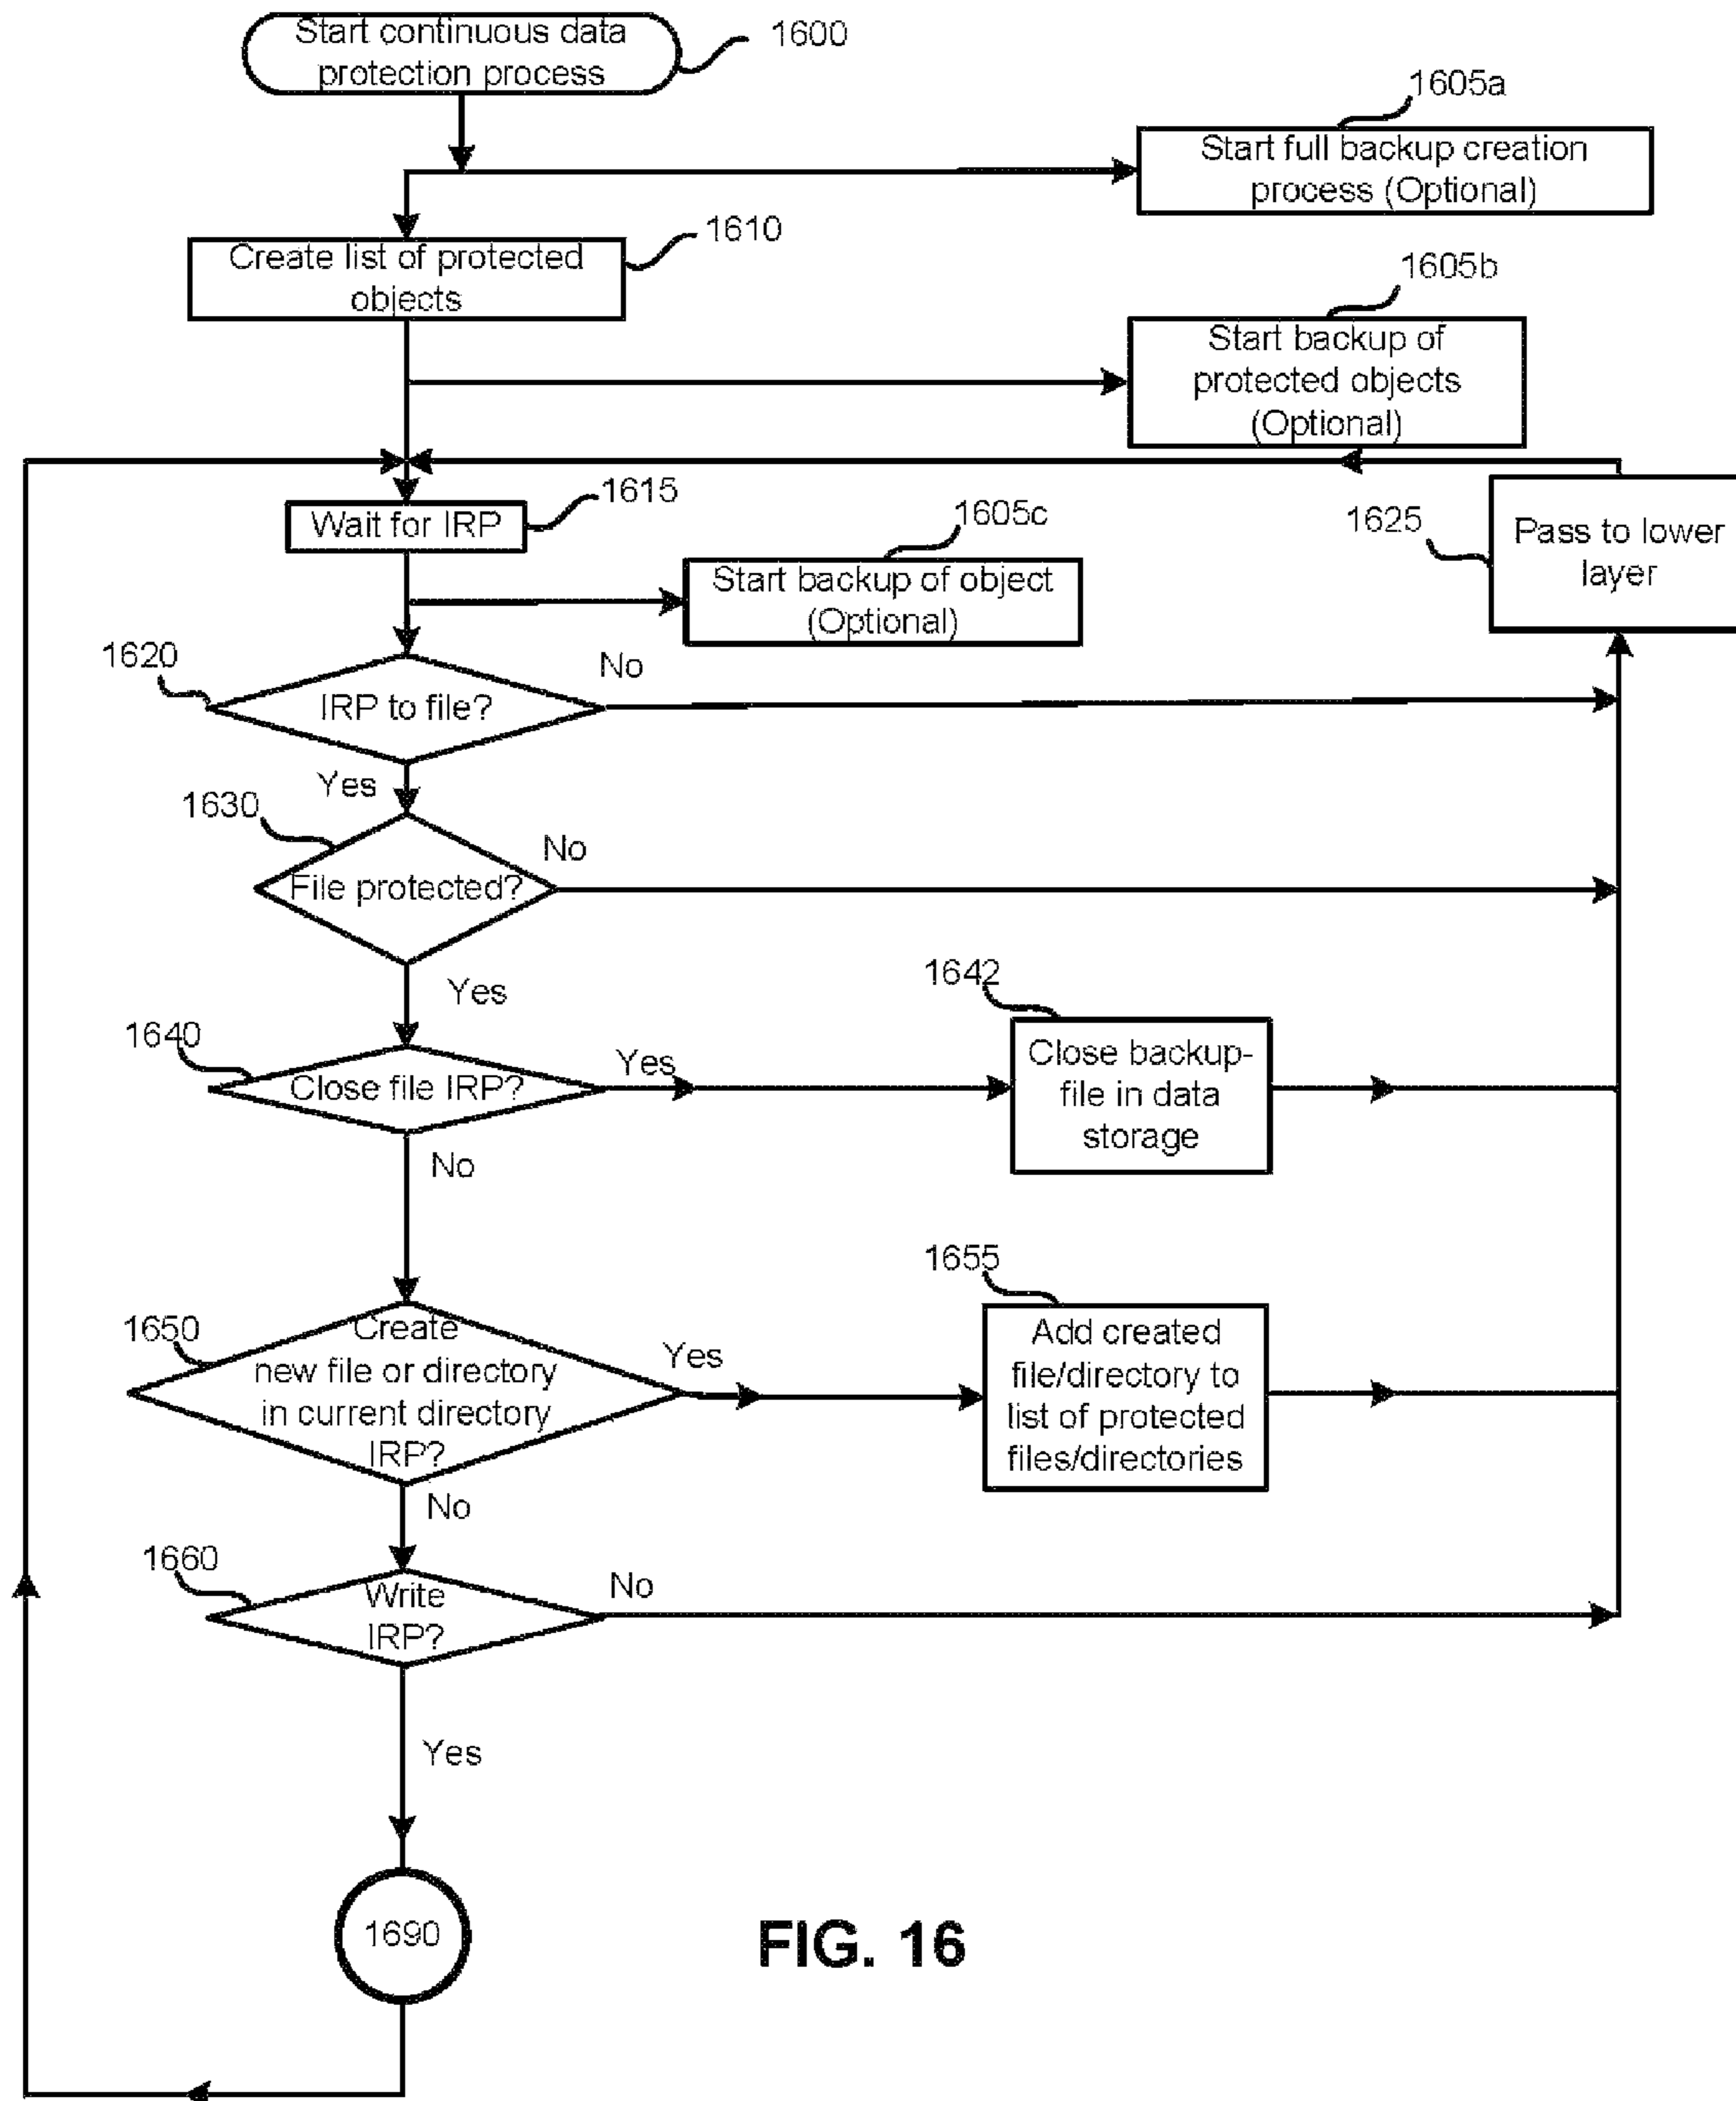 Start continuous data
protection process
1600
1605a
Start full backup creation
process (Optional)
1610
Create list of protected
objects
1605b
Start backup of
protected objects
(Optional)
1615
Wait for IRP
1605c
Start backup of object
(Optional)
1625
Pass to lower
layer
1620
No
IRP to file?
Yes
1630
No
File protected?
Yes
1642
1640
Close file IRP?
Yes
Close backup-
file in data
storage
No
1655
1650
Create
new file or directory
in current directory
IRP?
Yes
Add created
file/directory to
list of protected
files/directories
No
1660
Write
IRP?
No
Yes
1690
FIG. 16